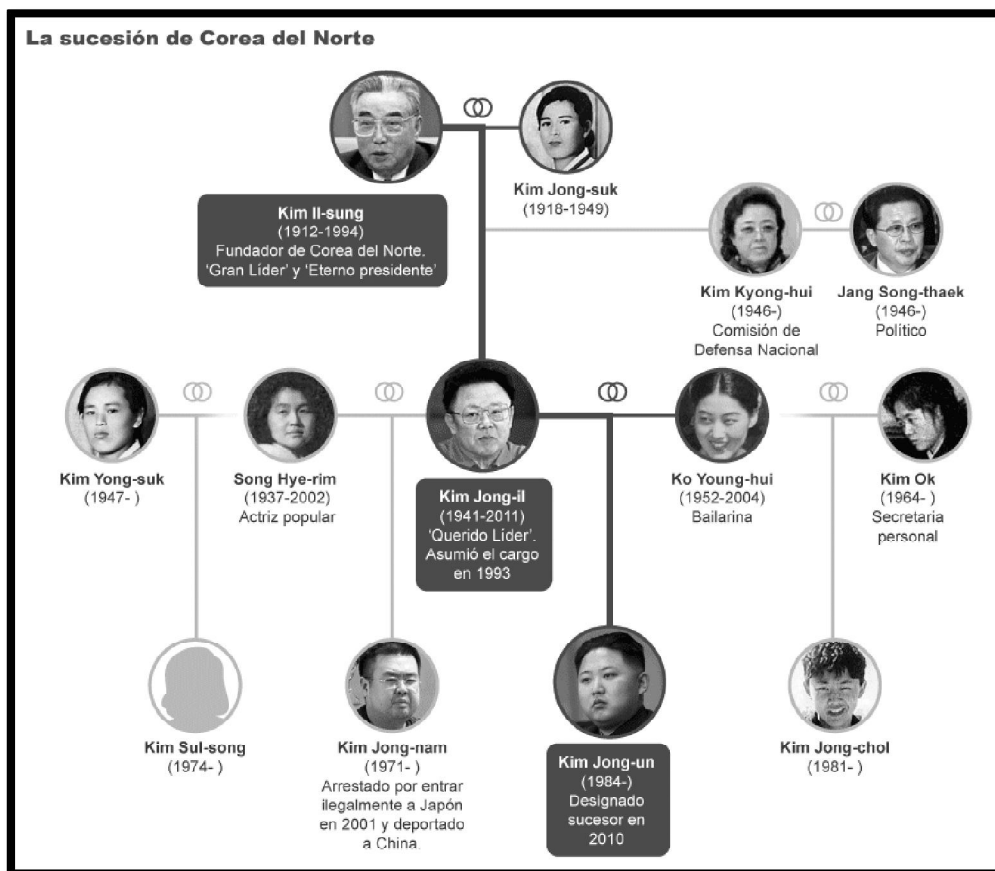 La sucesión de Corea del Norte
Kim Il-sung
(1912-1994)
Fundador de Corea del Norte.
‘Gran Líder’ y ‘Eterno presidente’
Kim Jong-suk
(1918-1949)
Kim Kyong-hui
(1946-)
Comisión de
Defensa Nacional
Jang Song-thaek
(1946-)
Político
Kim Yong-suk
(1947- )
Song Hye-rim
(1937-2002)
Actriz popular
Kim Jong-il
(1941-2011)
‘Querido Líder’.
Asumió el cargo
en 1993
Ko Young-hui
(1952-2004)
Bailarina
Kim Ok
(1964- )
Secretaria
personal
Kim Sul-song
(1974- )
Kim Jong-nam
(1971- )
Arrestado por entrar
ilegalmente a Japón
en 2001 y deportado
a China.
Kim Jong-un
(1984-)
Designado
sucesor en
2010
Kim Jong-chol
(1981- )